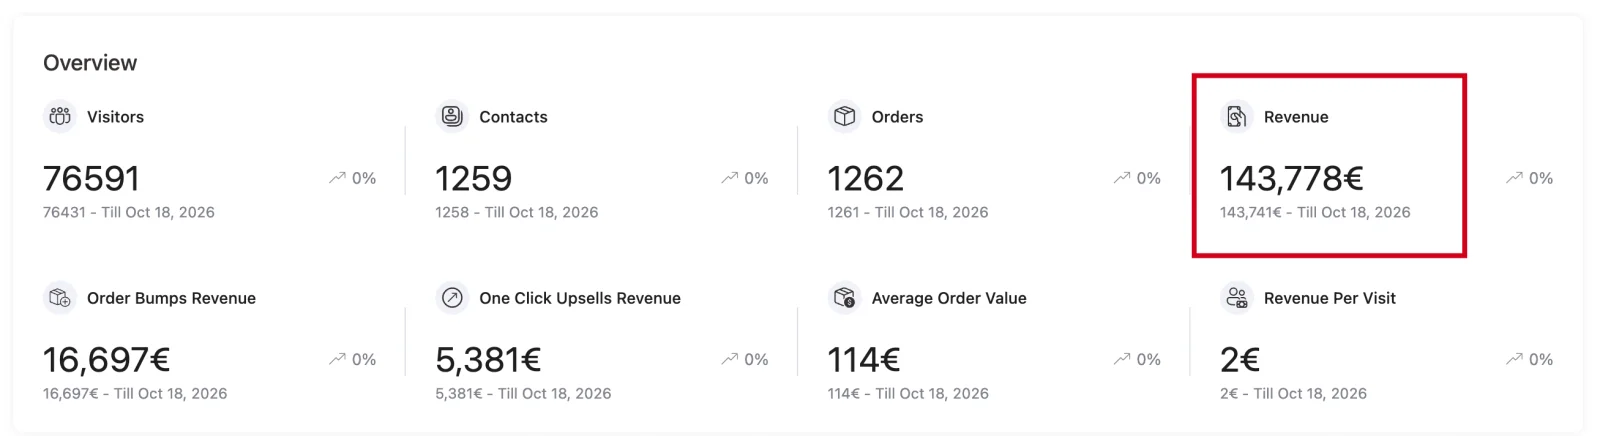 Overview
Visitors
76591
0%
76431 - Till Oct 18, 2026
Contacts
1259
0%
1258 - Till Oct 18, 2026
Orders
1262
0%
1261 - Till Oct 18, 2026
Revenue
143,778€
0%
143,741€ - Till Oct 18, 2026
Order Bumps Revenue
16,697€
0%
16,697€ - Till Oct 18, 2026
One Click Upsells Revenue
5,381€
0%
5,381€ - Till Oct 18, 2026
Average Order Value
114€
0%
114€ - Till Oct 18, 2026
Revenue Per Visit
2€
0%
2€ - Till Oct 18, 2026